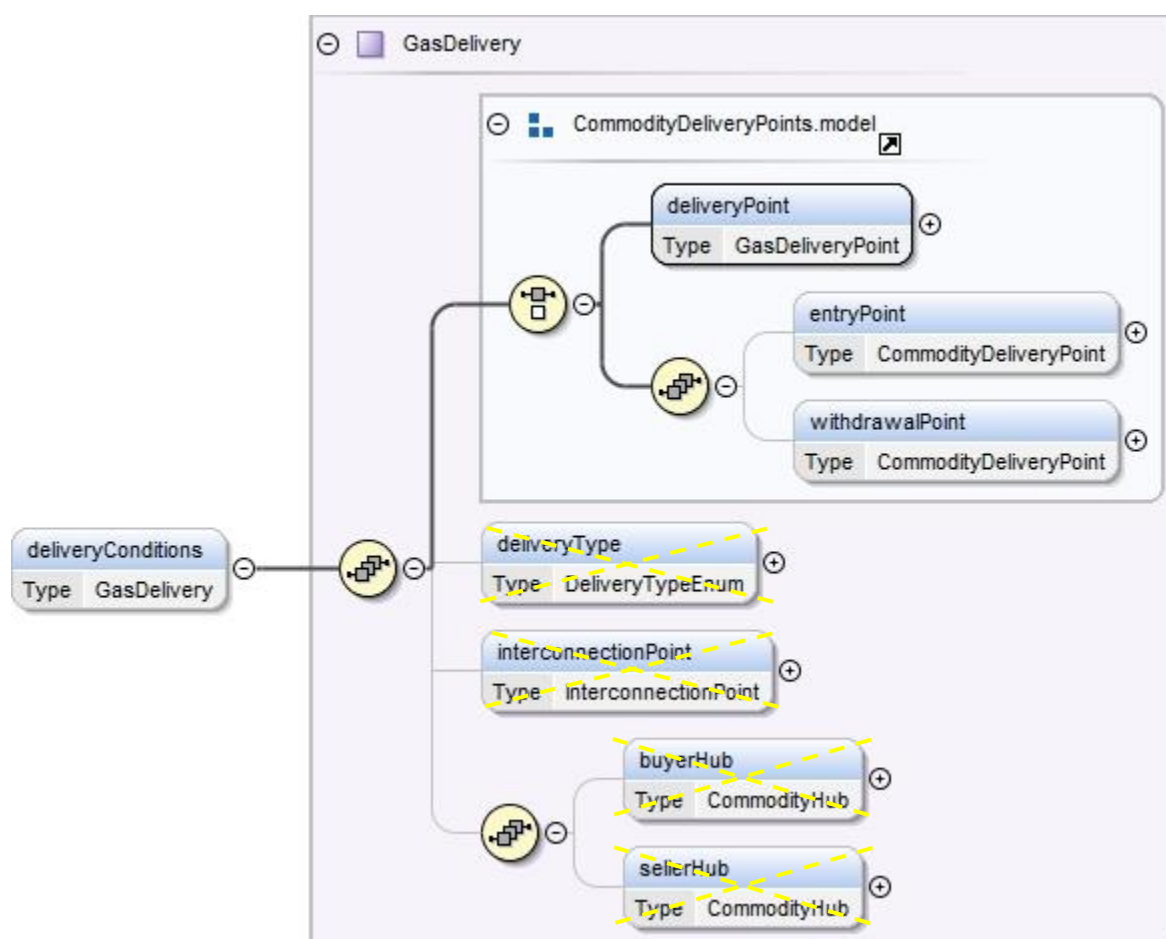 GasDelivery
CommodityDeliveryPoints.model
deliveryPoint
Type GasDeliveryPoint
entryPoint
Type CommodityDeliveryPoint
withdrawalPoint
Type CommodityDeliveryPoint
deliveryConditions
Type GasDelivery
deliveryType
Type DeliveryTypeEnum
interconnectionPoint
Type InterconnectionPoint
buyerHub
Type CommodityHub
sellerHub
Type CommodityHub